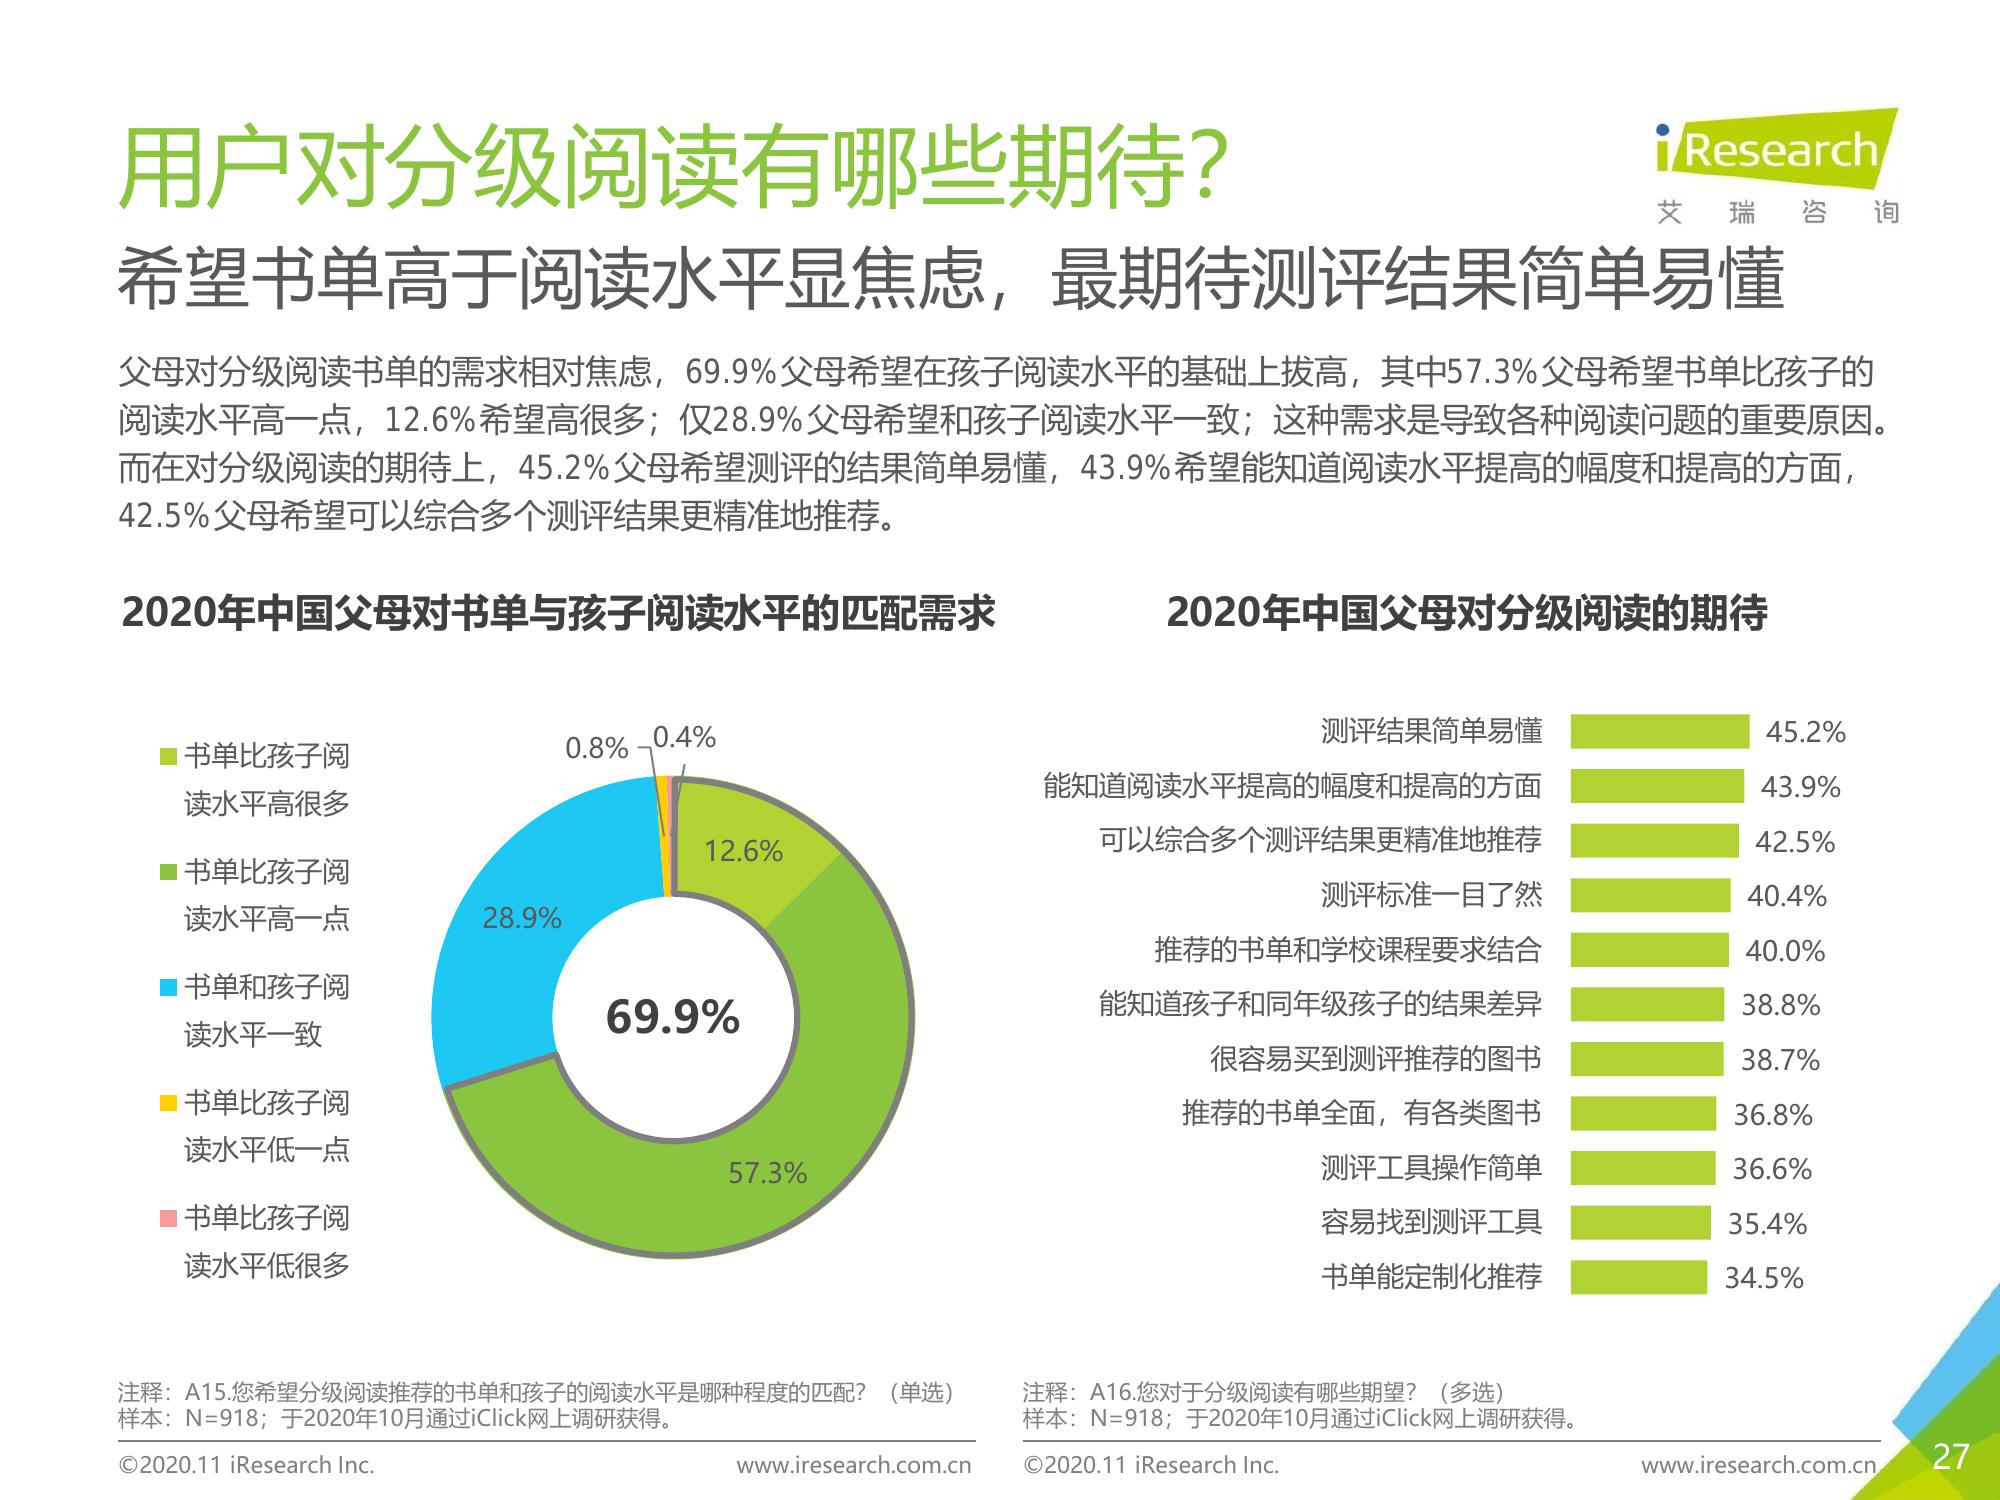 用户对分级阅读有哪些期待？
iResearch
艾瑞咨询
希望书单高于阅读水平显焦虑，最期待测评结果简单易懂
父母对分级阅读书单的需求相对焦虑，69.9%父母希望在孩子阅读水平的基础上拔高，其中57.3%父母希望书单比孩子的
阅读水平高一点，12.6%希望高很多；仅28.9%父母希望和孩子阅读水平一致；这种需求是导致各种阅读问题的重要原因。
而在对分级阅读的期待上，45.2%父母希望测评的结果简单易懂，43.9%希望能知道阅读水平提高的幅度和提高的方面，
42.5%父母希望可以综合多个测评结果更精准地推荐。
2020年中国父母对书单与孩子阅读水平的匹配需求
书单比孩子阅
读水平高很多
书单比孩子阅
读水平高一点
书单和孩子阅
读水平一致
书单比孩子阅
读水平低一点
书单比孩子阅
读水平低很多
0.8%
0.4%
12.6%
28.9%
69.9%
57.3%
2020年中国父母对分级阅读的期待
测评结果简单易懂 45.2%
能知道阅读水平提高的幅度和提高的方面 43.9%
可以综合多个测评结果更精准地推荐 42.5%
测评标准一目了然 40.4%
推荐的书单和学校课程要求结合 40.0%
能知道孩子和同年级孩子的结果差异 38.8%
很容易买到测评推荐的图书 38.7%
推荐的书单全面，有各类图书 36.8%
测评工具操作简单 36.6%
容易找到测评工具 35.4%
书单能定制化推荐 34.5%
注释：A15.您希望分级阅读推荐的书单和孩子的阅读水平是哪种程度的匹配？（单选）
样本：N=918；于2020年10月通过iClick网上调研获得。
©2020.11 iResearch Inc. www.iresearch.com.cn
注释：A16.您对于分级阅读有哪些期望？（多选）
样本：N=918；于2020年10月通过iClick网上调研获得。
©2020.11 iResearch Inc. www.iresearch.com.cn
27